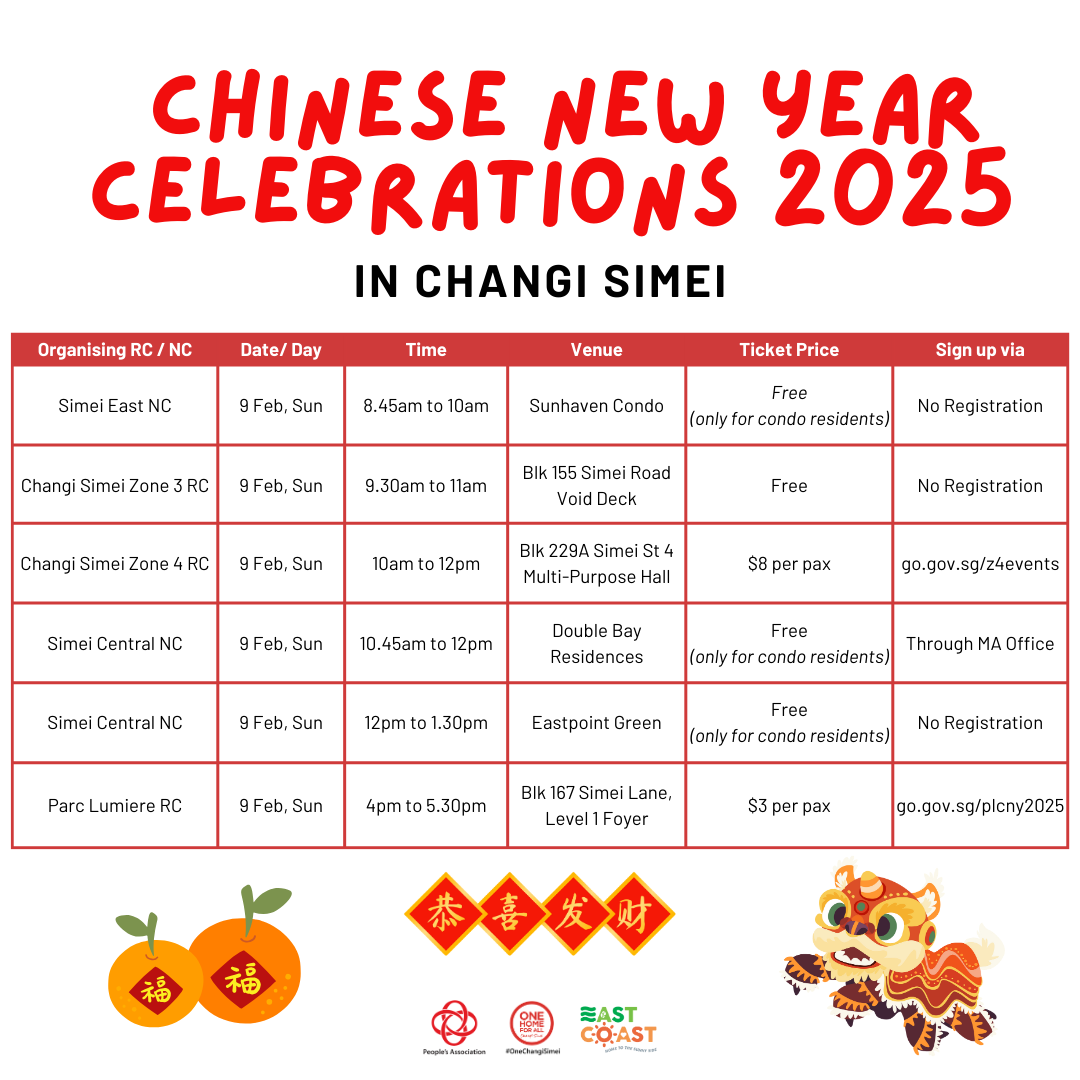 CHINESE NEW YEAR
CELEBRATIONS 2025
IN CHANGI SIMEI
Organising RC / NC Date/ Day Time Venue Ticket Price Sign up via
Simei East NC 9 Feb, Sun 8.45am to 10am Sunhaven Condo Free (only for condo residents) No Registration
Changi Simei Zone 3 RC 9 Feb, Sun 9.30am to 11am Blk 155 Simei Road Void Deck Free No Registration
Changi Simei Zone 4 RC 9 Feb, Sun 10am to 12pm Blk 229A Simei St 4 Multi-Purpose Hall $8 per pax go.gov.sg/z4events
Simei Central NC 9 Feb, Sun 10.45am to 12pm Double Bay Residences Free (only for condo residents) Through MA Office
Simei Central NC 9 Feb, Sun 12pm to 1.30pm Eastpoint Green Free (only for condo residents) No Registration
Parc Lumiere RC 9 Feb, Sun 4pm to 5.30pm Blk 167 Simei Lane, Level 1 Foyer $3 per pax go.gov.sg/plcny2025
恭喜发财
福
福
People's Association
ONE
HOME
FOR ALL
#OneChangiSimei
EAST
COAST
HOME TO THE SUNNY SIDE